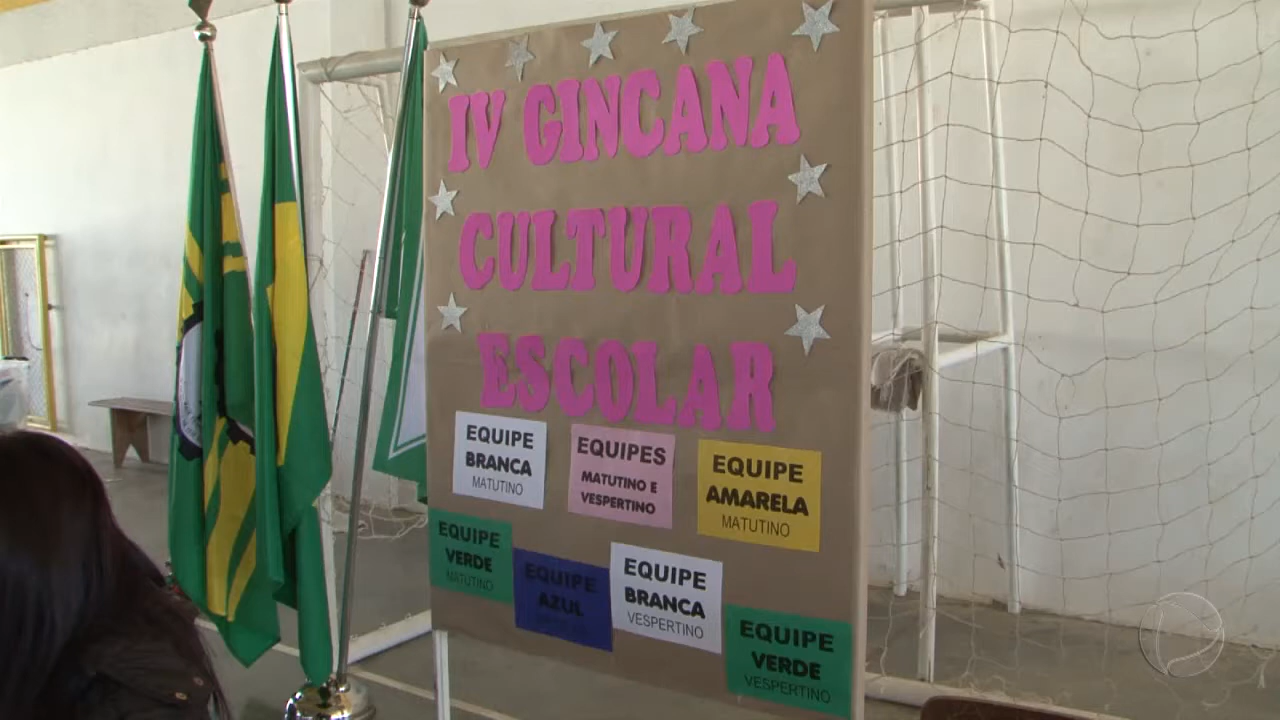 IV GINCANA
CULTURAL
ESCOLAR
EQUIPE
BRANCA
MATUTINO
EQUIPES
MATUTINO E
VESPERTINO
EQUIPE
AMARELA
MATUTINO
EQUIPE
VERDE
MATUTINO
EQUIPE
AZUL
EQUIPE
BRANCA
VESPERTINO
EQUIPE
VERDE
VESPERTINO